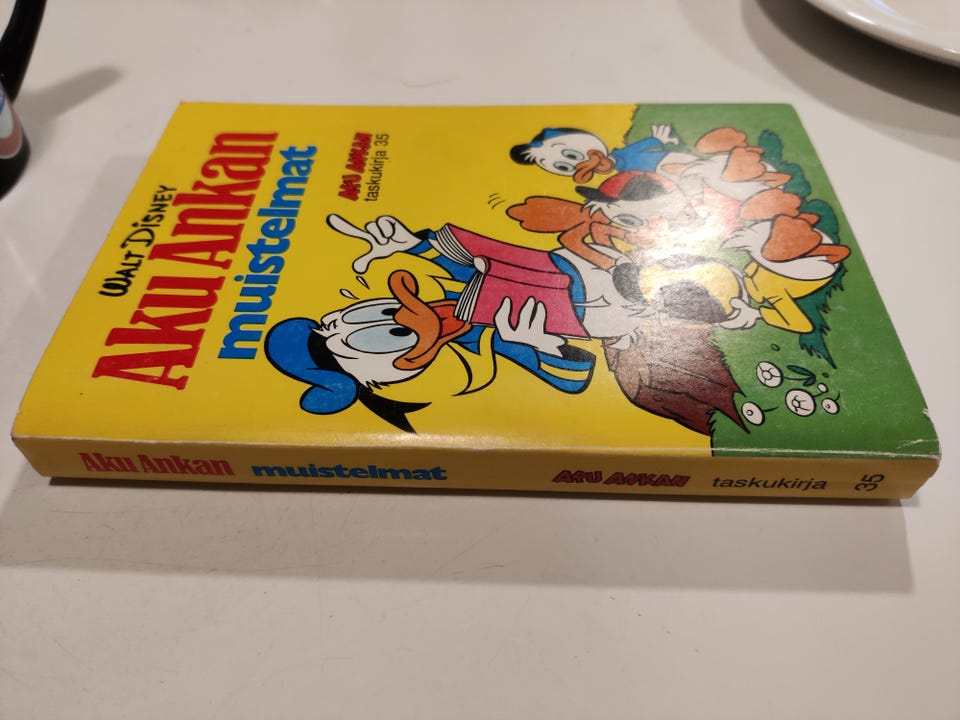 WALT DISNEY
Aku Ankan
muistelmat
AKU ANKAN
taskukirja 35
Aku Ankan muistelmat AKU ANKAN taskukirja 35